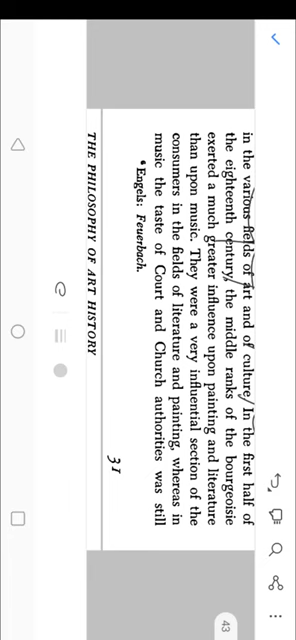 in the various fields of art and of culture. In the first half of
the eighteenth century, the middle ranks of the bourgeoisie
exerted a much greater influence upon painting and literature
than upon music. They were a very influential section of the
consumers in the fields of literature and painting, whereas in
music the taste of Court and Church authorities was still
* Engels: Feuerbach.
31
THE PHILOSOPHY OF ART HISTORY
43